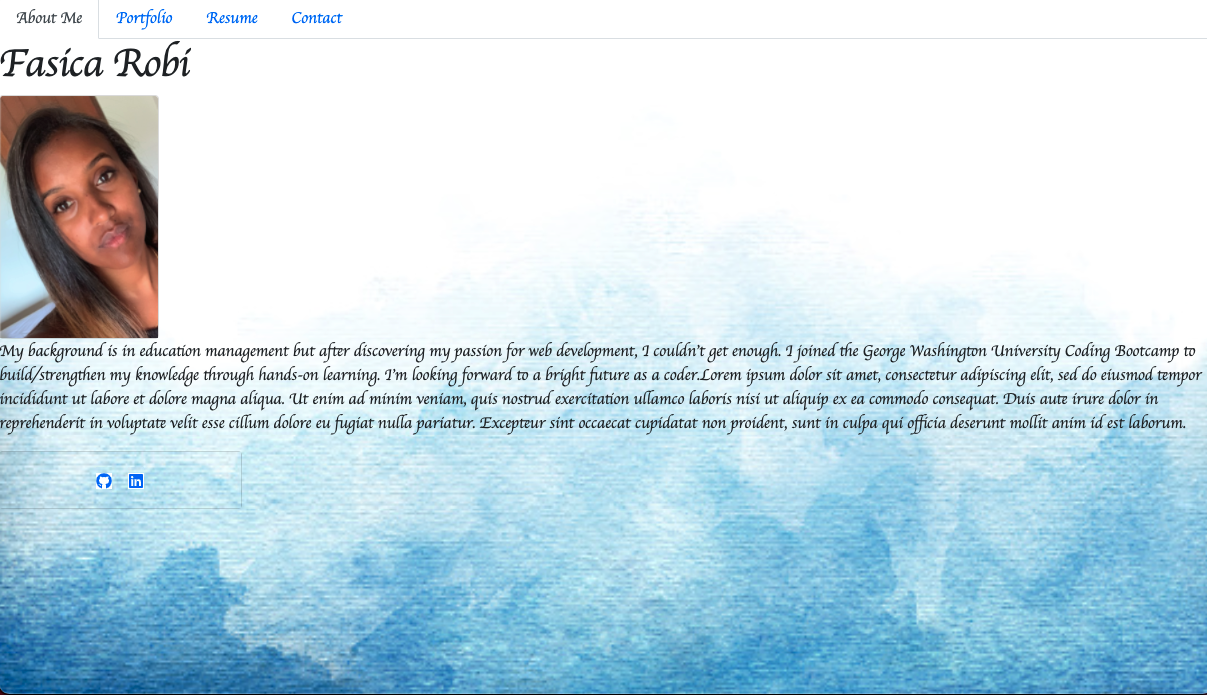 About Me Portfolio Resume Contact
Fasica Robi
My background is in education management but after discovering my passion for web development, I couldn't get enough. I joined the George Washington University Coding Bootcamp to
build/strengthen my knowledge through hands-on learning. I'm looking forward to a bright future as a coder.Lorem ipsum dolor sit amet, consectetur adipiscing elit, sed do eiusmod tempor
incididunt ut labore et dolore magna aliqua. Ut enim ad minim veniam, quis nostrud exercitation ullamco laboris nisi ut aliquip ex ea commodo consequat. Duis aute irure dolor in
reprehenderit in voluptate velit esse cillum dolore eu fugiat nulla pariatur. Excepteur sint occaecat cupidatat non proident, sunt in culpa qui officia deserunt mollit anim id est laborum.
in